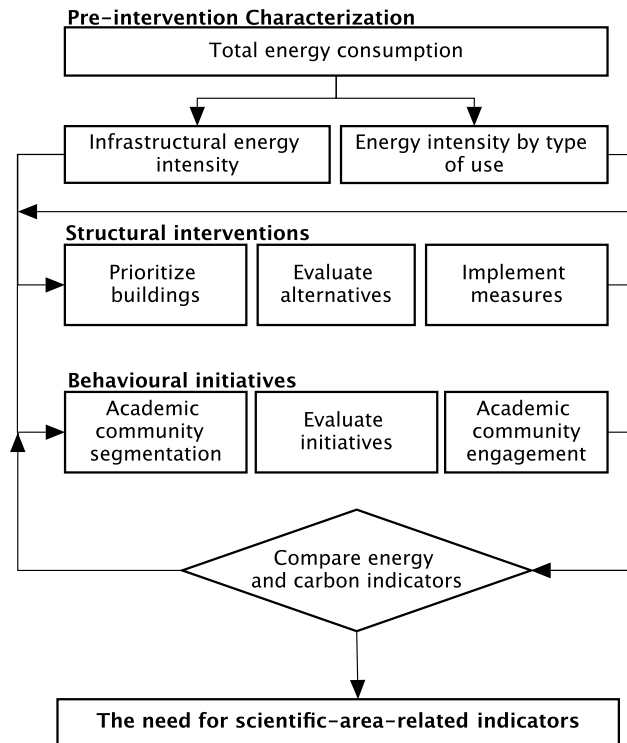 Pre-intervention Characterization
Total energy consumption
Infrastructural energy
intensity
Energy intensity by type
of use
Structural interventions
Prioritize
buildings
Evaluate
alternatives
Implement
measures
Behavioural initiatives
Academic
community
segmentation
Evaluate
initiatives
Academic
community
engagement
Compare energy
and carbon indicators
The need for scientific-area-related indicators